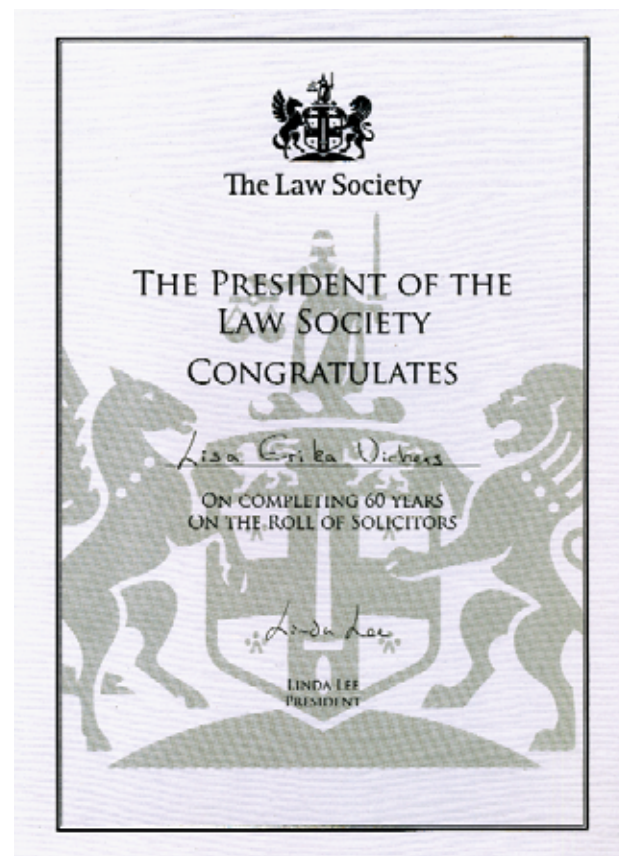 The Law Society
THE PRESIDENT OF THE
LAW SOCIETY
CONGRATULATES
Lisa Erika Vickers
ON COMPLETING 60 YEARS
ON THE ROLL OF SOLICITORS
Linda Lee
LINDA LEE
PRESIDENT